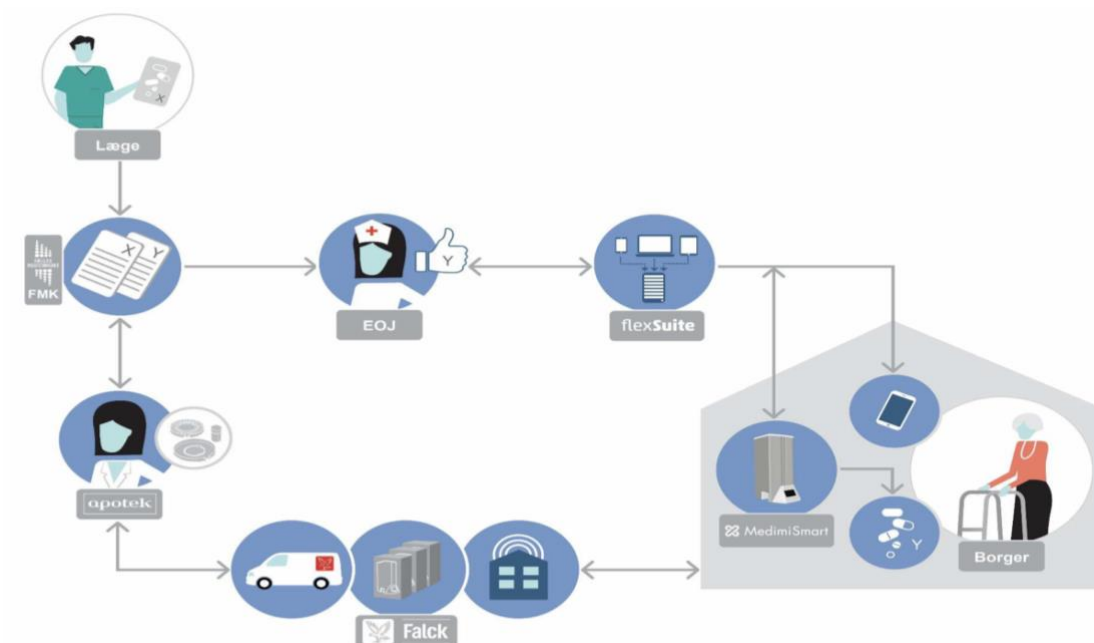 X
Læge
X
Y
FMK
Y
EOJ
flexSuite
apotek
MedimiSmart
Y
Borger
Falck